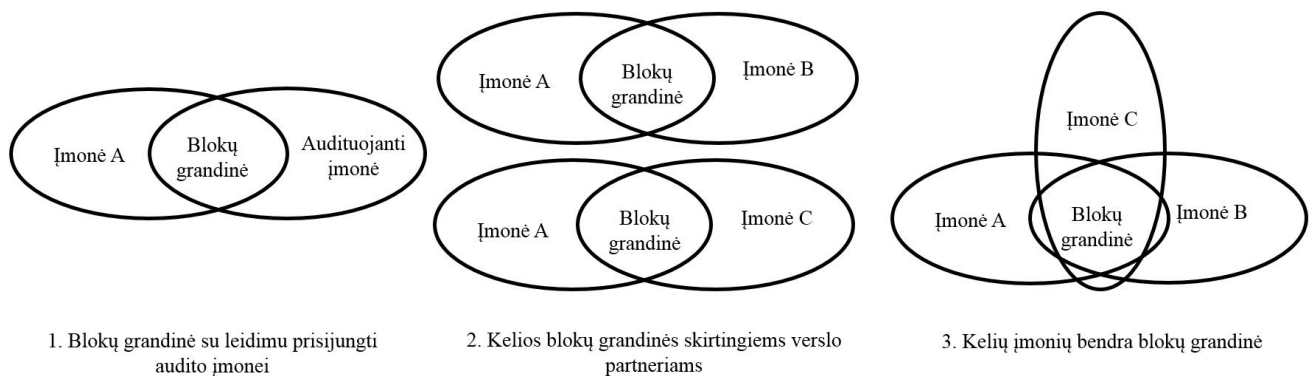 Įmonė A
Blokų
grandinė
Audituojanti
įmonė
1. Blokų grandinė su leidimu prisijungti
audito įmonei
Įmonė A
Blokų
grandinė
Įmonė B
Įmonė A
Blokų
grandinė
Įmonė C
2. Kelios blokų grandinės skirtingiems verslo
partneriams
Įmonė C
Įmonė A
Blokų
grandinė
Įmonė B
3. Kelių įmonių bendra blokų grandinė